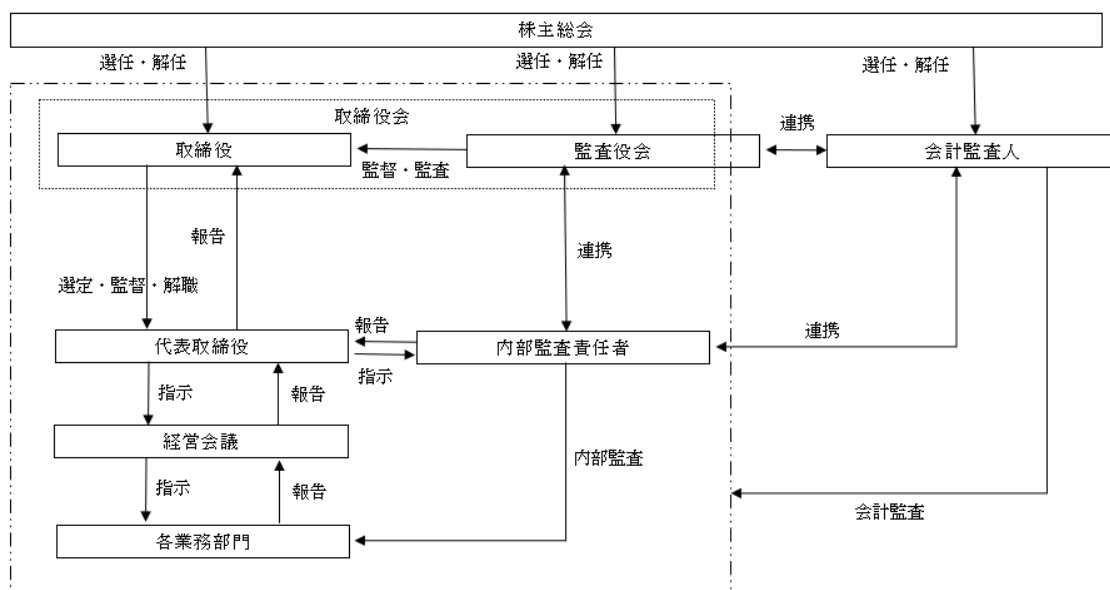 株主総会
選任・解任
選任・解任
選任・解任
取締役会
取締役
監査役会
連携
会計監査人
監督・監査
報告
連携
選定・監督・解職
代表取締役
報告
指示
内部監査責任者
連携
指示
報告
経営会議
内部監査
指示
報告
会計監査
各業務部門